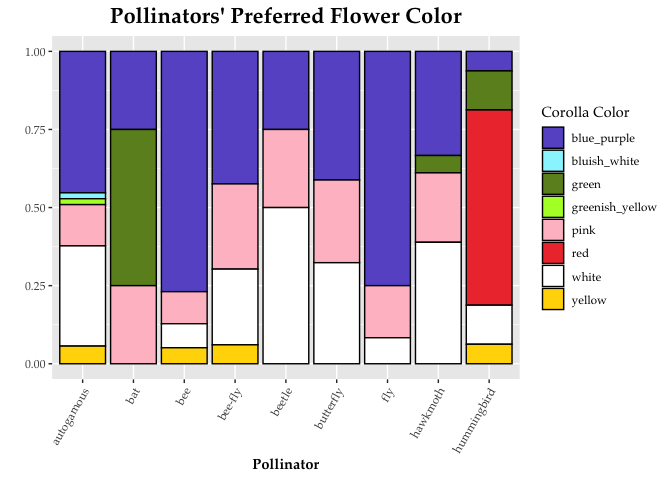 Pollinators' Preferred Flower Color
1.00
0.75
0.50
0.25
0.00
autogamous
bat
bee
bee-fly
beetle
butterfly
fly
hawkmoth
hummingbird
Pollinator
Corolla Color
blue_purple
bluish_white
green
greenish_yellow
pink
red
white
yellow